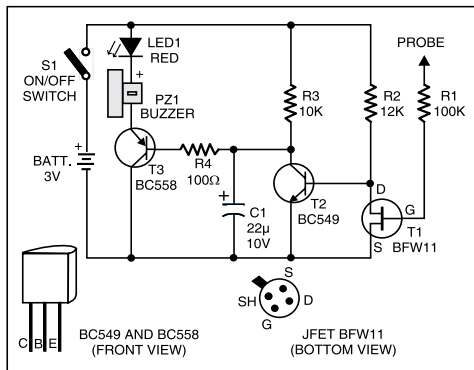 S1
ON/OFF
SWITCH
LED1
RED
+
PZ1
BUZZER
PROBE
R3
10K
R2
12K
R1
100K
+
BATT.
3V
T3
BC558
R4
100Ω
+
C1
22µ
10V
T2
BC549
D
G
S
T1
BFW11
C B E
BC549 AND BC558
(FRONT VIEW)
S
SH
D
G
JFET BFW11
(BOTTOM VIEW)